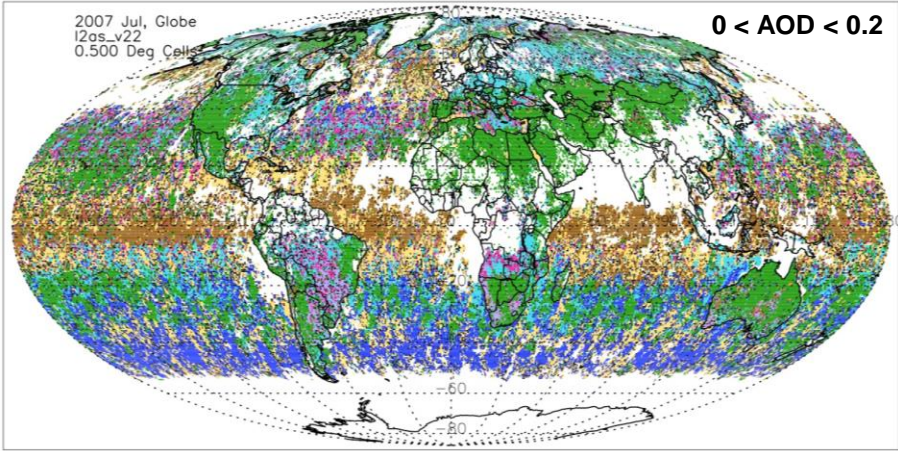 2007 Jul, Globe
l2as_v22
0.500 Deg Cells
0 < AOD < 0.2
-60
-80